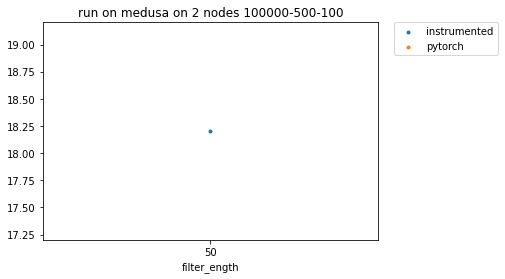 run on medusa on 2 nodes 100000-500-100
instrumented
pytorch
19.00
18.75
18.50
18.25
18.00
17.75
17.50
17.25
50
filter_ength